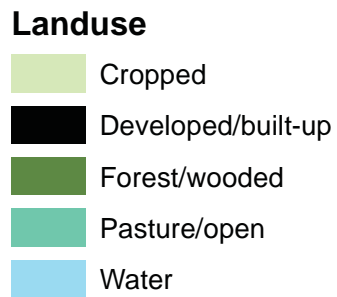 Landuse
Cropped
Developed/built-up
Forest/wooded
Pasture/open
Water